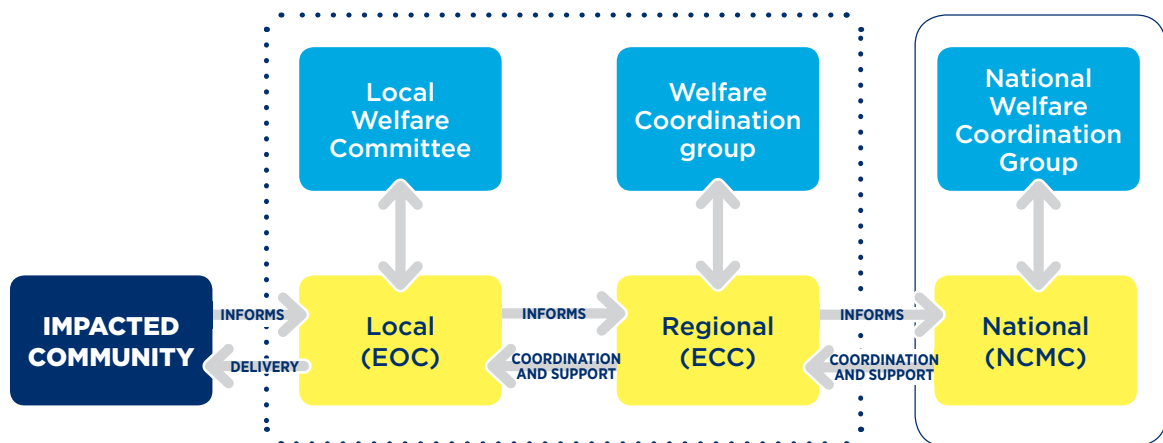 Local
Welfare
Committee
Welfare
Coordination
group
National
Welfare
Coordination
Group
IMPACTED
COMMUNITY
INFORMS
DELIVERY
Local
(EOC)
INFORMS
COORDINATION
AND SUPPORT
Regional
(ECC)
INFORMS
COORDINATION
AND SUPPORT
National
(NCMC)